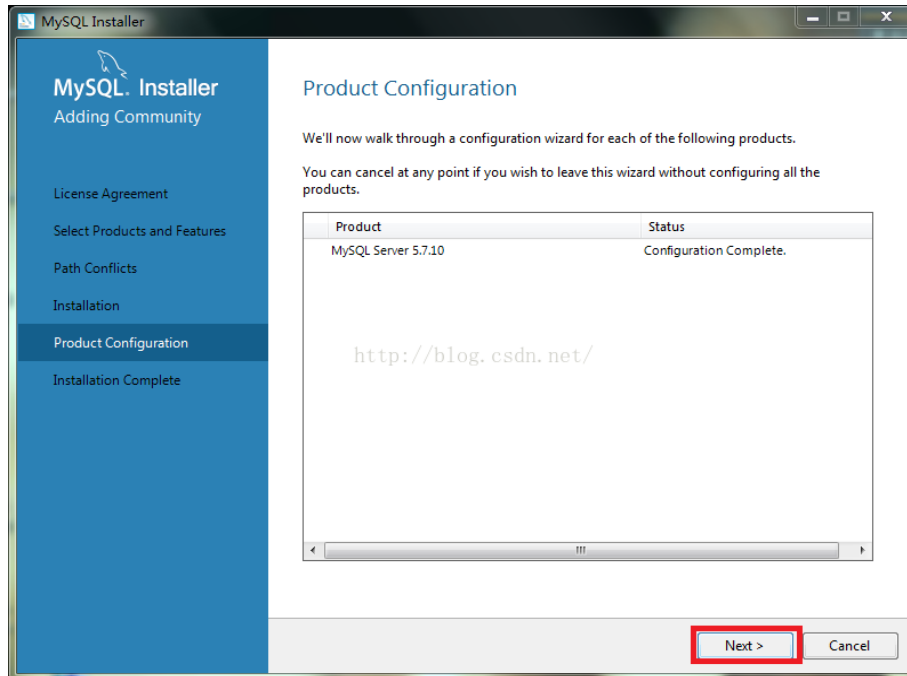 MySQL Installer
MySQL. Installer
Adding Community
License Agreement
Select Products and Features
Path Conflicts
Installation
Product Configuration
Installation Complete
Product Configuration
We'll now walk through a configuration wizard for each of the following products.
You can cancel at any point if you wish to leave this wizard without configuring all the
products.
Product Status
MySQL Server 5.7.10 Configuration Complete.
http://blog.csdn.net/
Next > Cancel